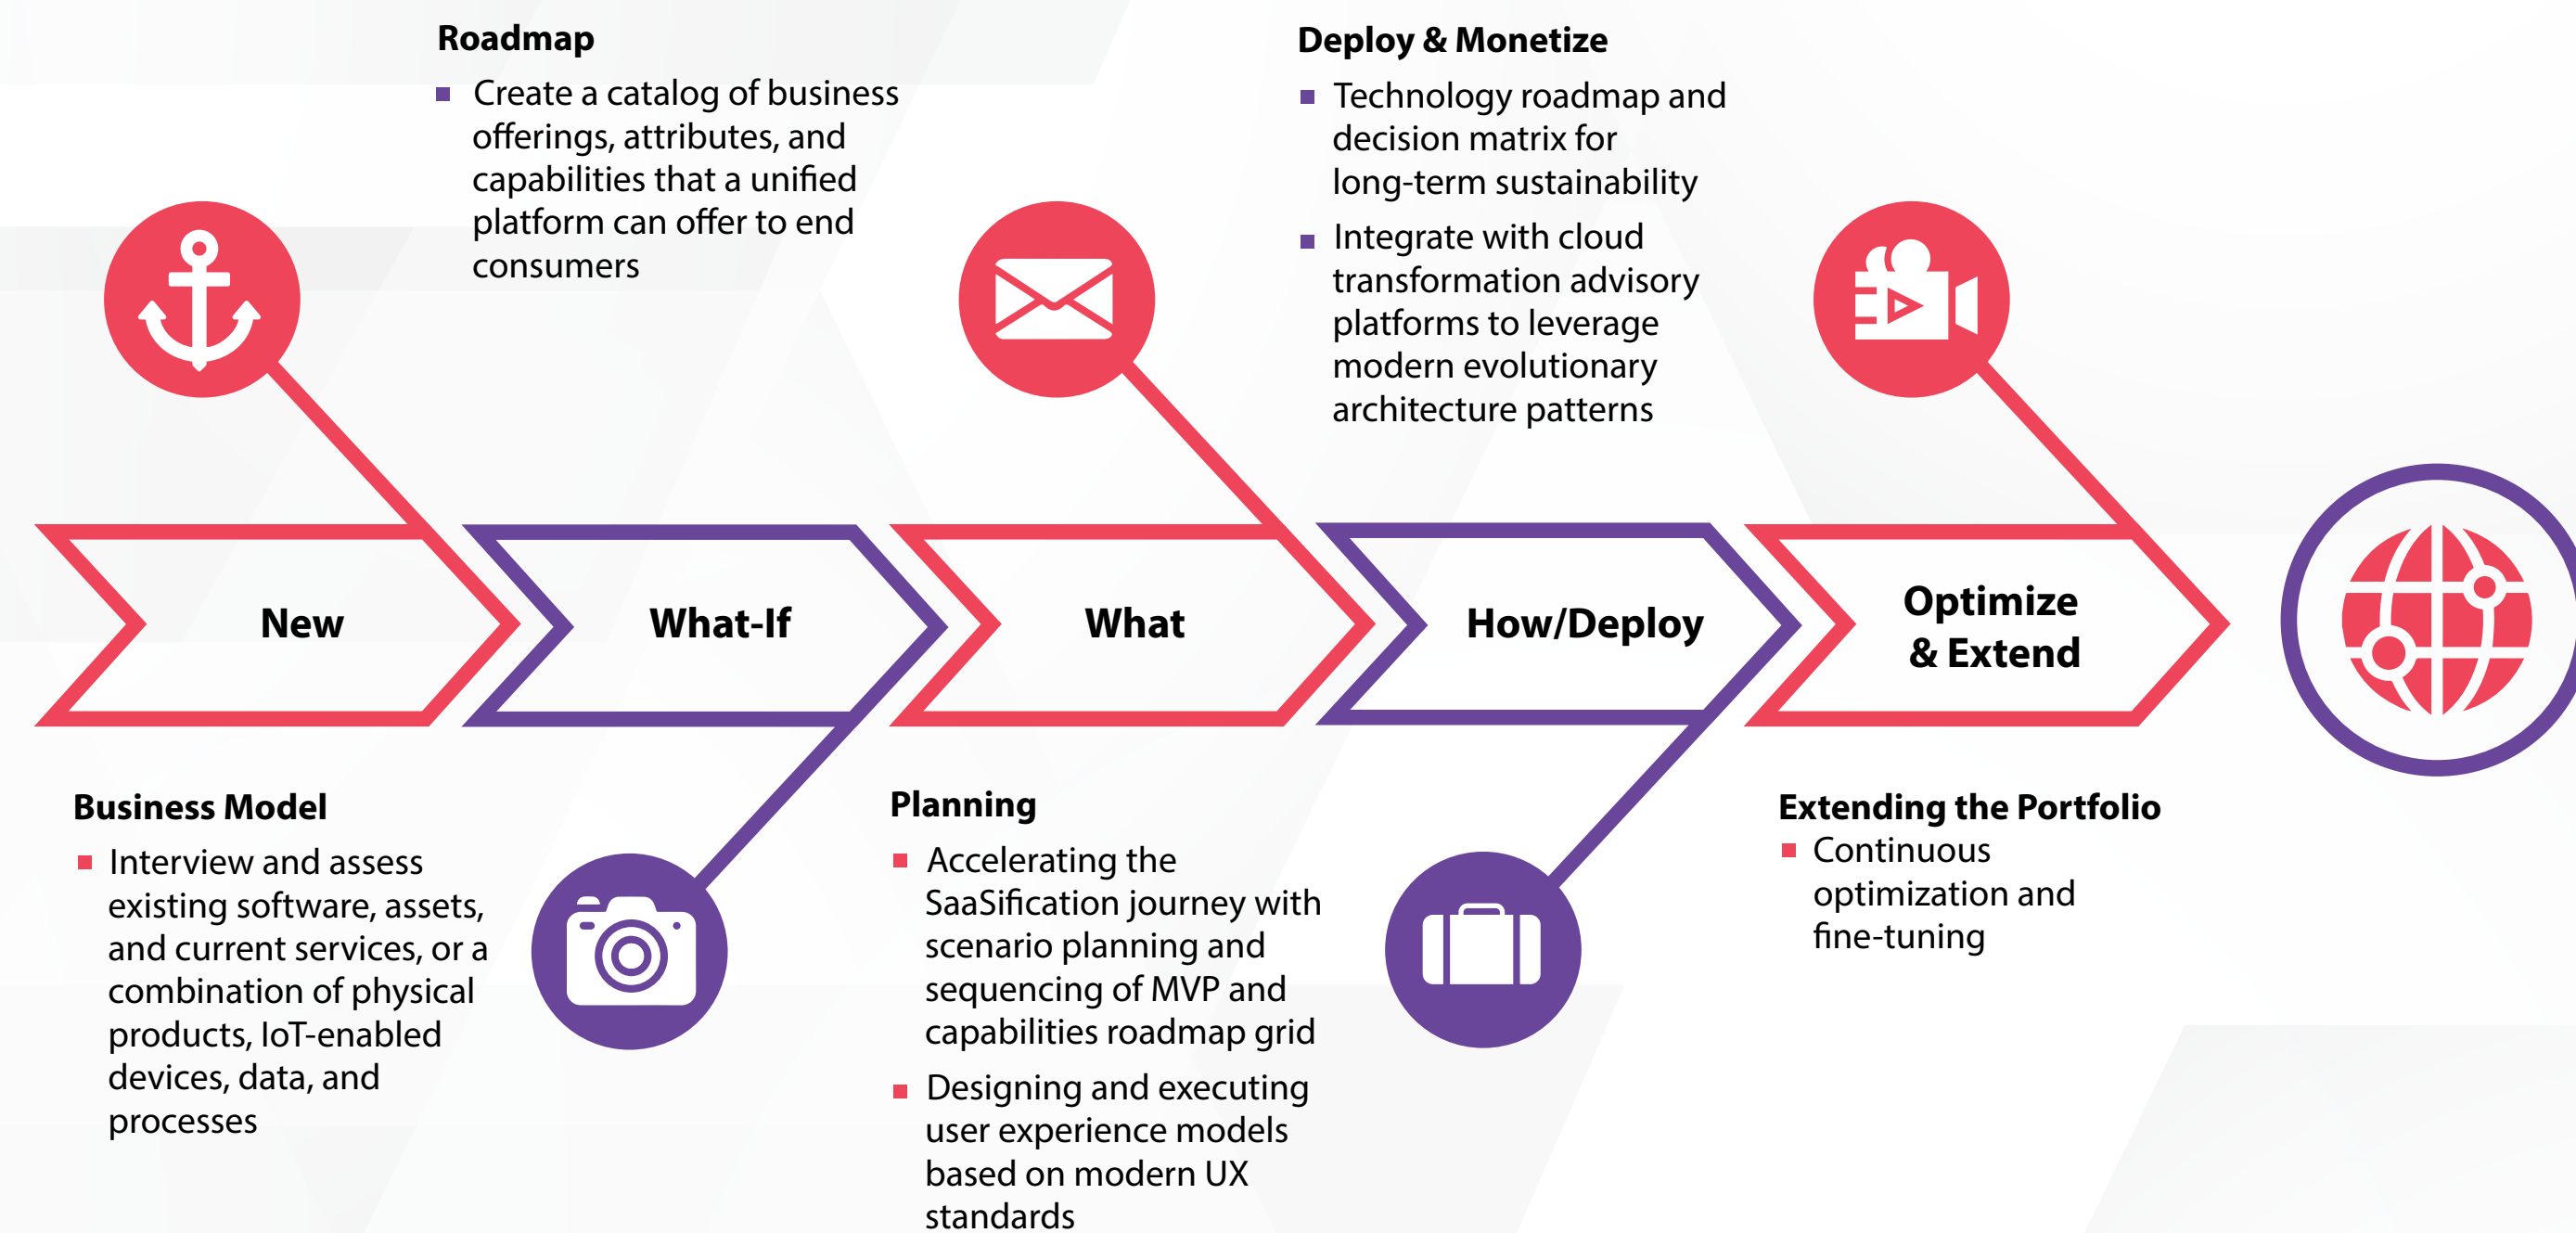 Roadmap
Create a catalog of business
offerings, attributes, and
capabilities that a unified
platform can offer to end
consumers
Deploy & Monetize
Technology roadmap and
decision matrix for
long-term sustainability
Integrate with cloud
transformation advisory
platforms to leverage
modern evolutionary
architecture patterns
New
What-If
What
How/Deploy
Optimize
& Extend
Business Model
Interview and assess
existing software, assets,
and current services, or a
combination of physical
products, IoT-enabled
devices, data, and
processes
Planning
Accelerating the
SaaSification journey with
scenario planning and
sequencing of MVP and
capabilities roadmap grid
Designing and executing
user experience models
based on modern UX
standards
Extending the Portfolio
Continuous
optimization and
fine-tuning